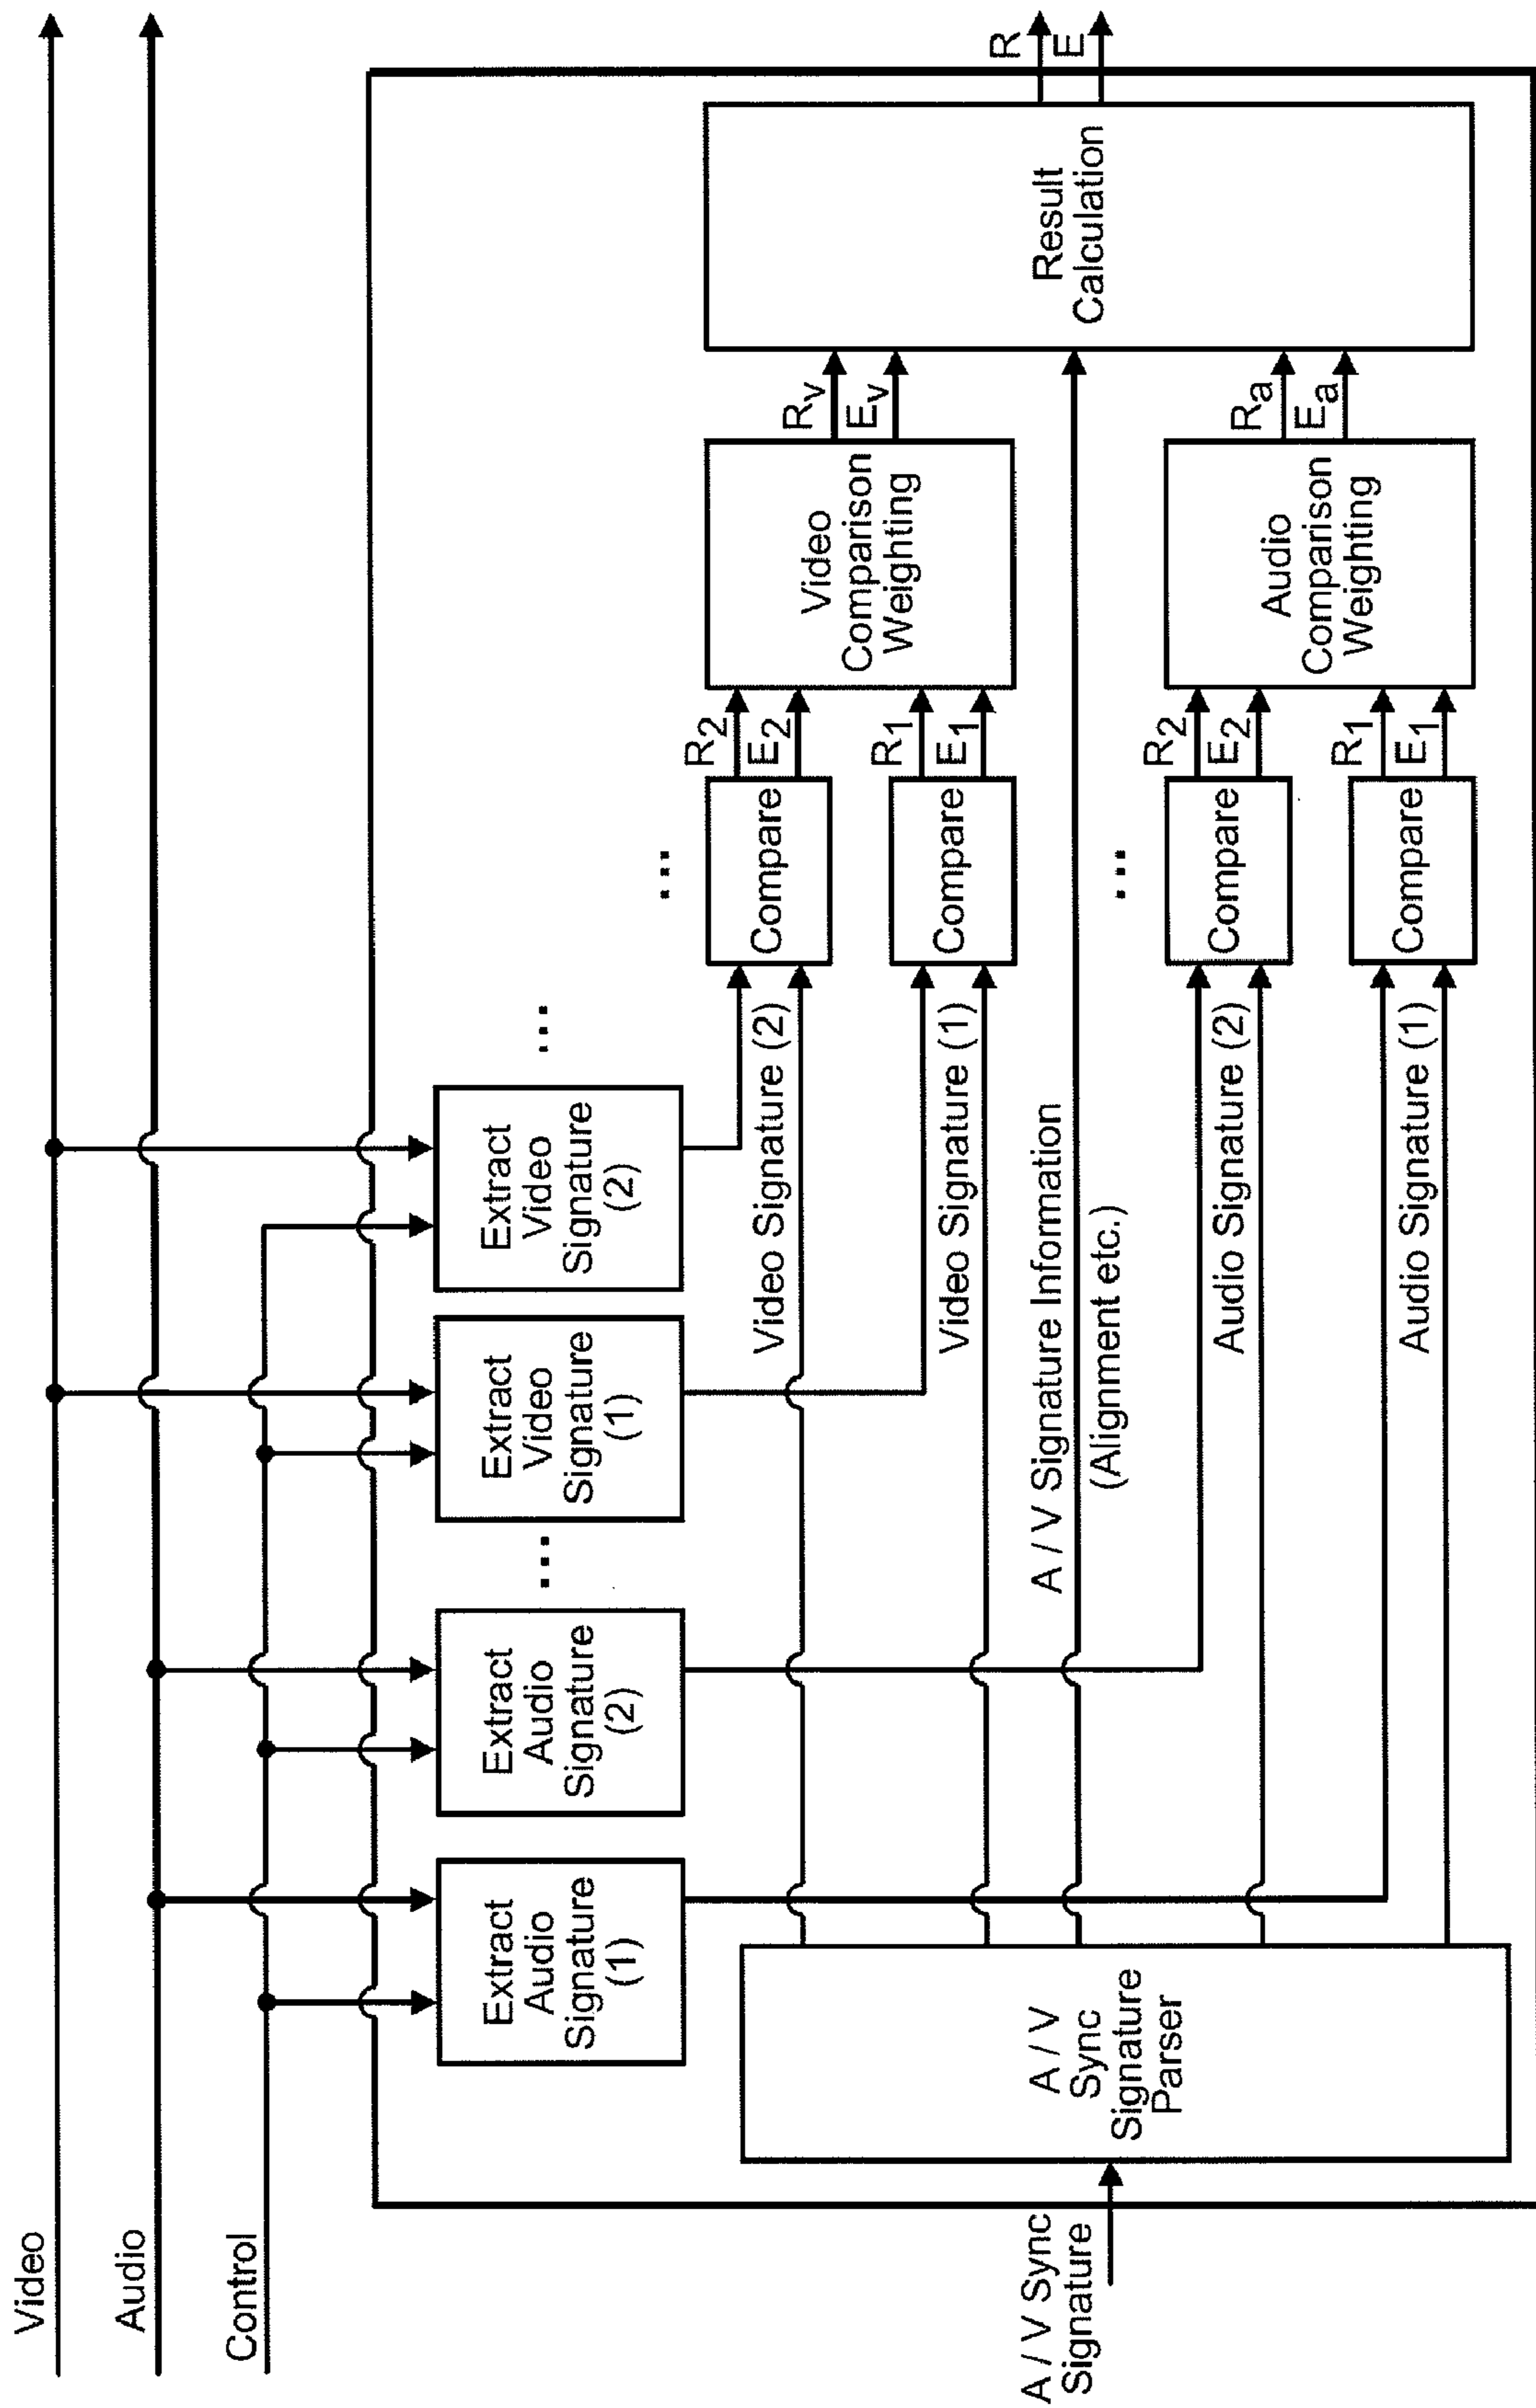 Video
Audio
Control
Extract
Audio
Signature
(1)
Extract
Audio
Signature
(2)
...
Extract
Video
Signature
(1)
Extract
Video
Signature
(2)
...
A / V Sync
Signature
A / V
Sync
Signature
Parser
Video Signature (2)
Video Signature (1)
A / V Signature Information
(Alignment etc.)
Audio Signature (2)
Audio Signature (1)
...
Compare
R2
E2
Compare
R1
E1
...
Compare
R2
E2
Compare
R1
E1
Video
Comparison
Weighting
Rv
Ev
Audio
Comparison
Weighting
Ra
Ea
Result
Calculation
R
E